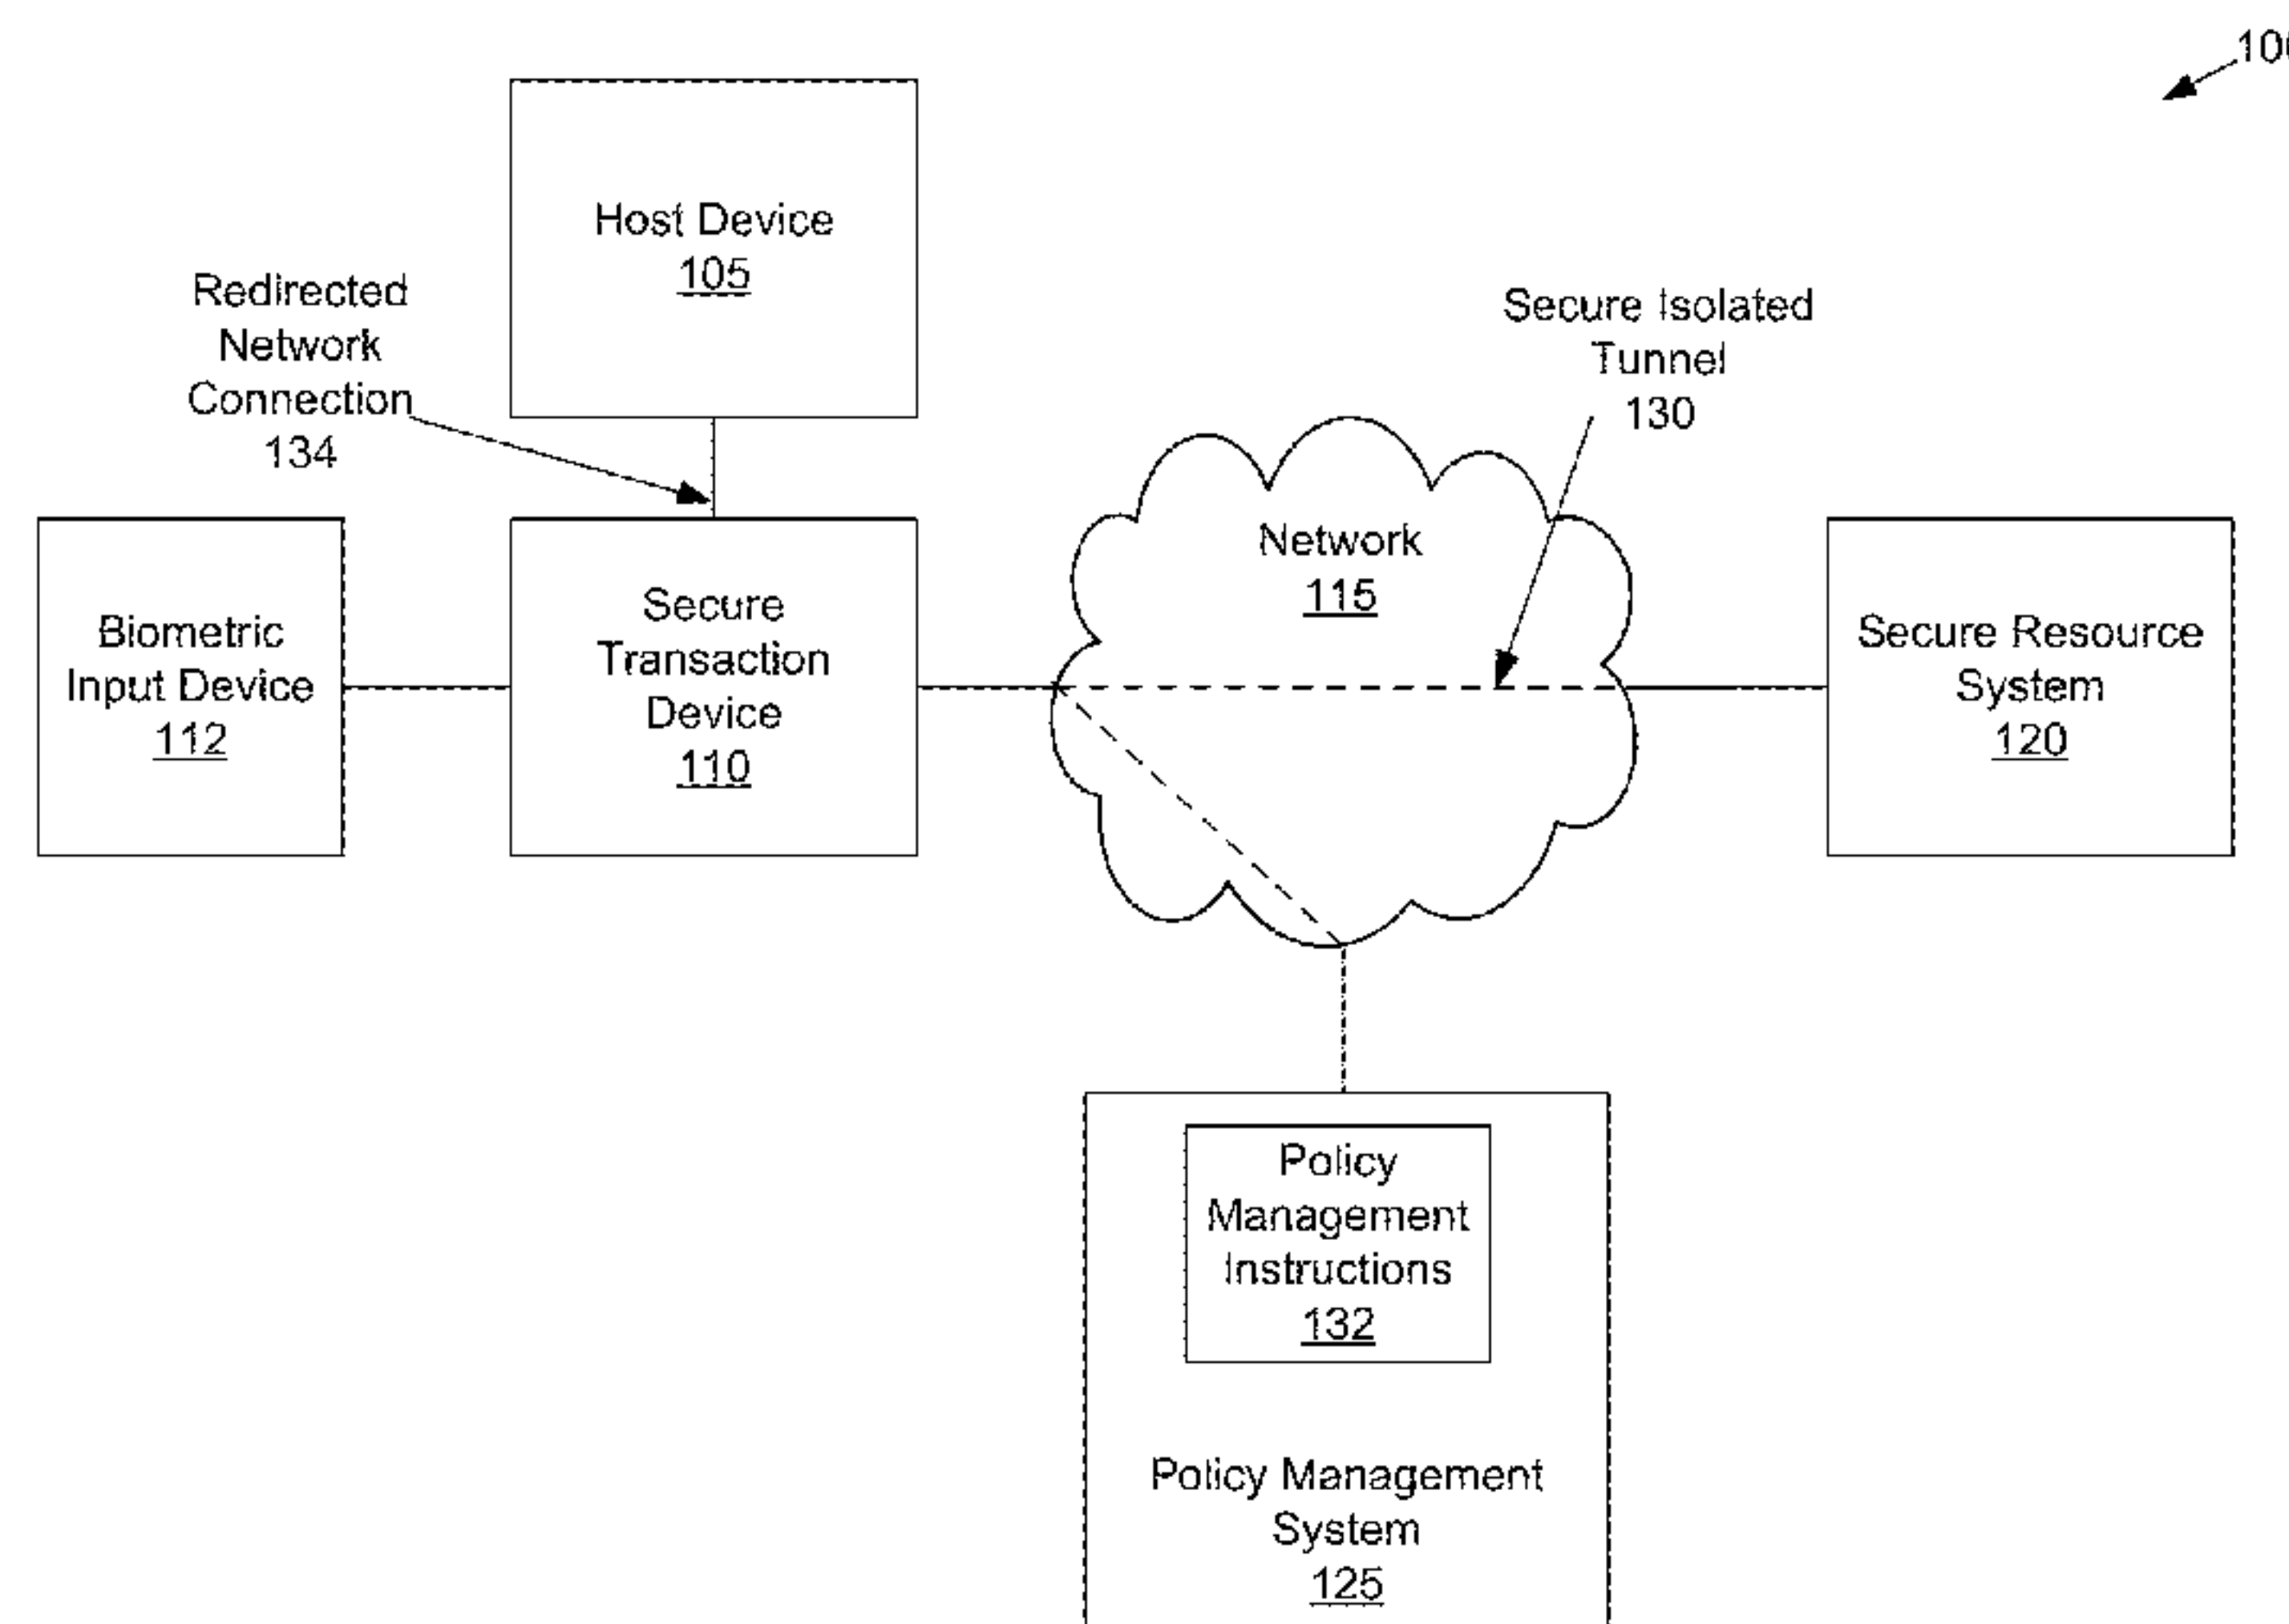 100
Host Device
105
Redirected
Network
Connection
134
Secure Isolated
Tunnel
130
Network
115
Biometric
Input Device
112
Secure
Transaction
Device
110
Secure Resource
System
120
Policy
Management
Instructions
132
Policy Management
System
125